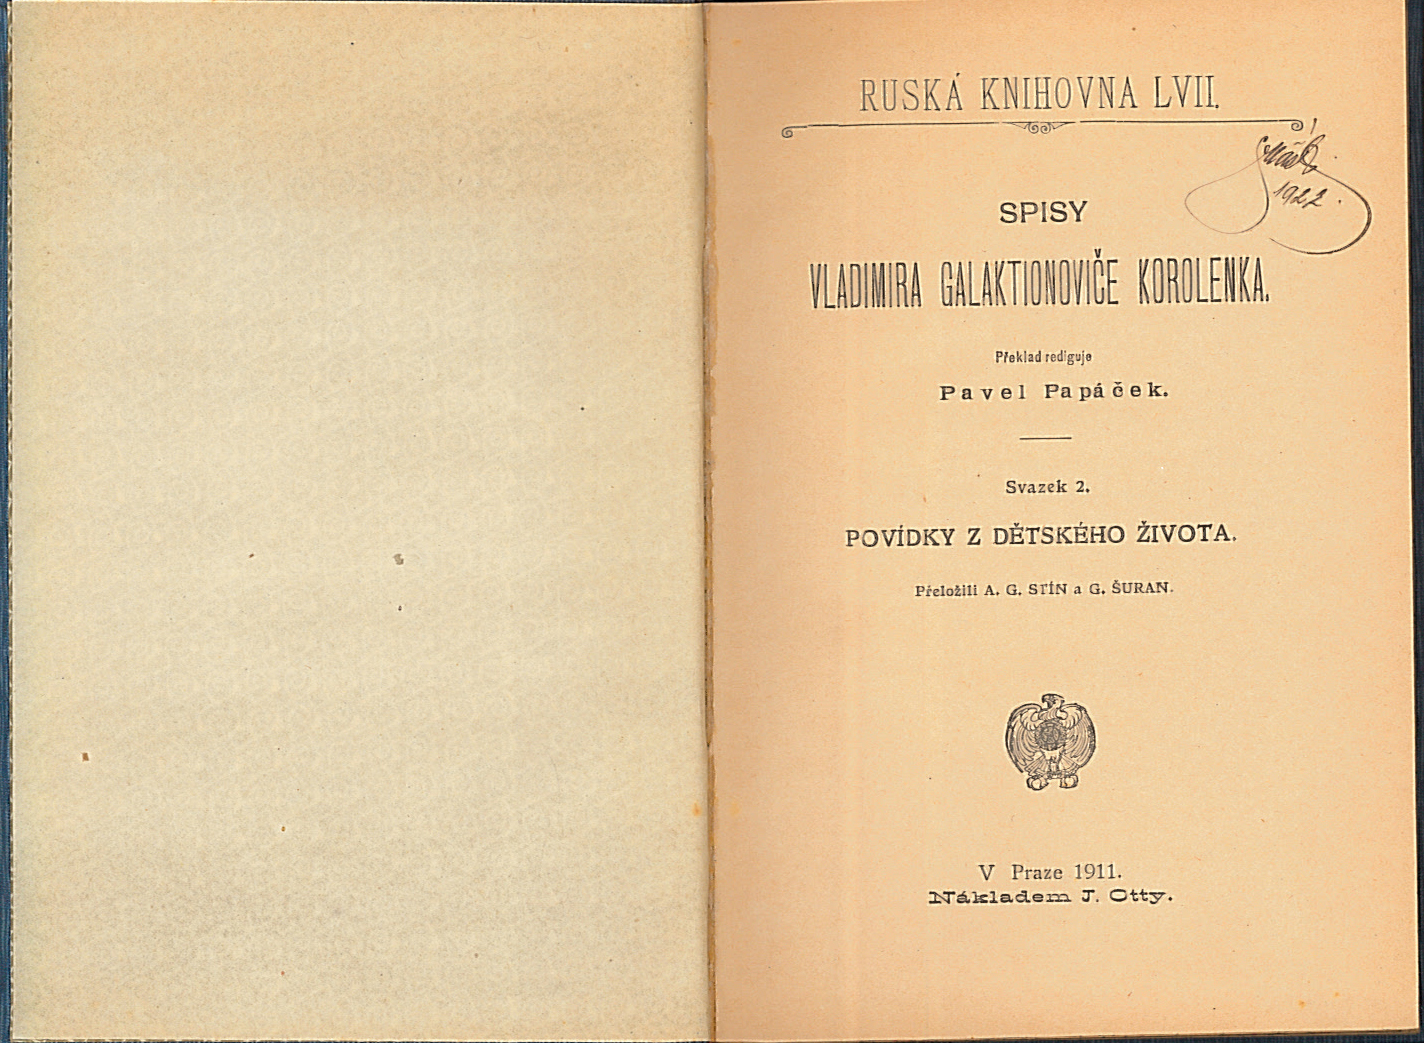 RUSKÁ KNIHOVNA LVII.
1922.
SPISY
VLADIMIRA GALAKTIONOVIČE KOROLENKA.
Překlad rediguje
Pavel Papáček.
Svazek 2.
POVÍDKY Z DĚTSKÉHO ŽIVOTA.
Přeložili A. G. STÍN a G. ŠURAN.
V Praze 1911.
Nákladem J. Otty.